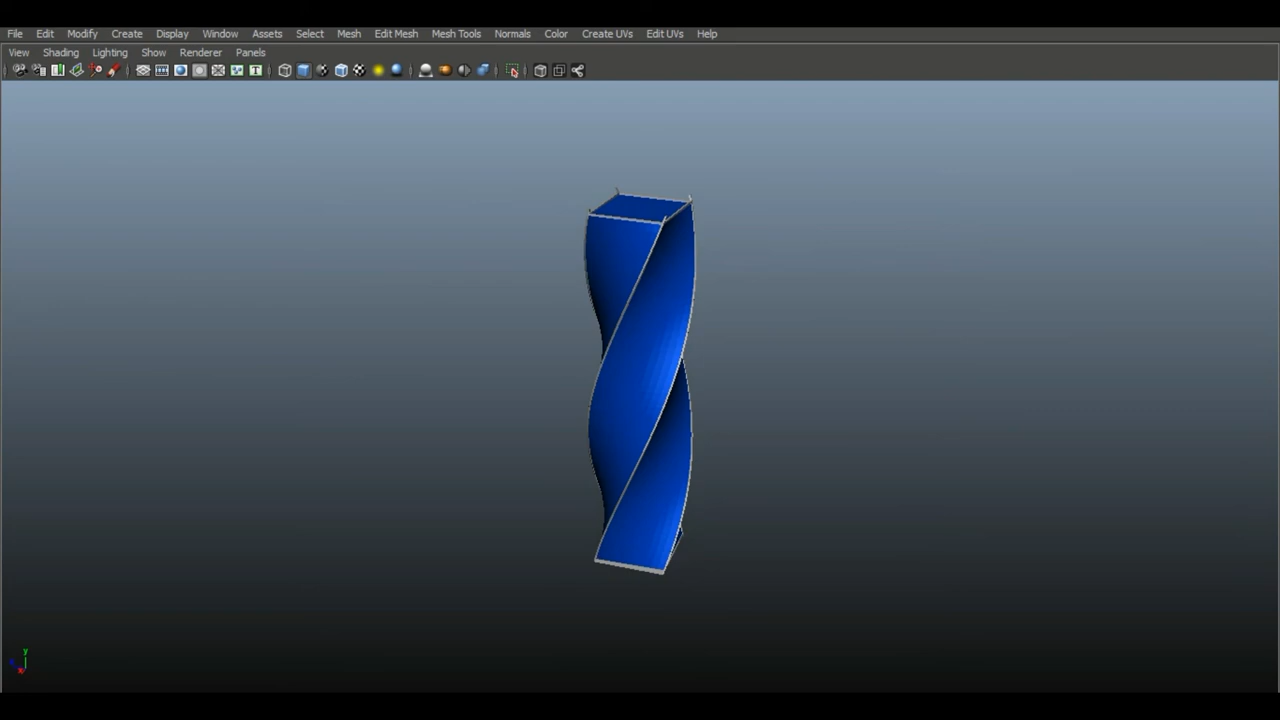 File Edit Modify Create Display Window Assets Select Mesh Edit Mesh Mesh Tools Normals Color Create UVs Edit UVs Help
View Shading Lighting Show Renderer Panels
T
y
x